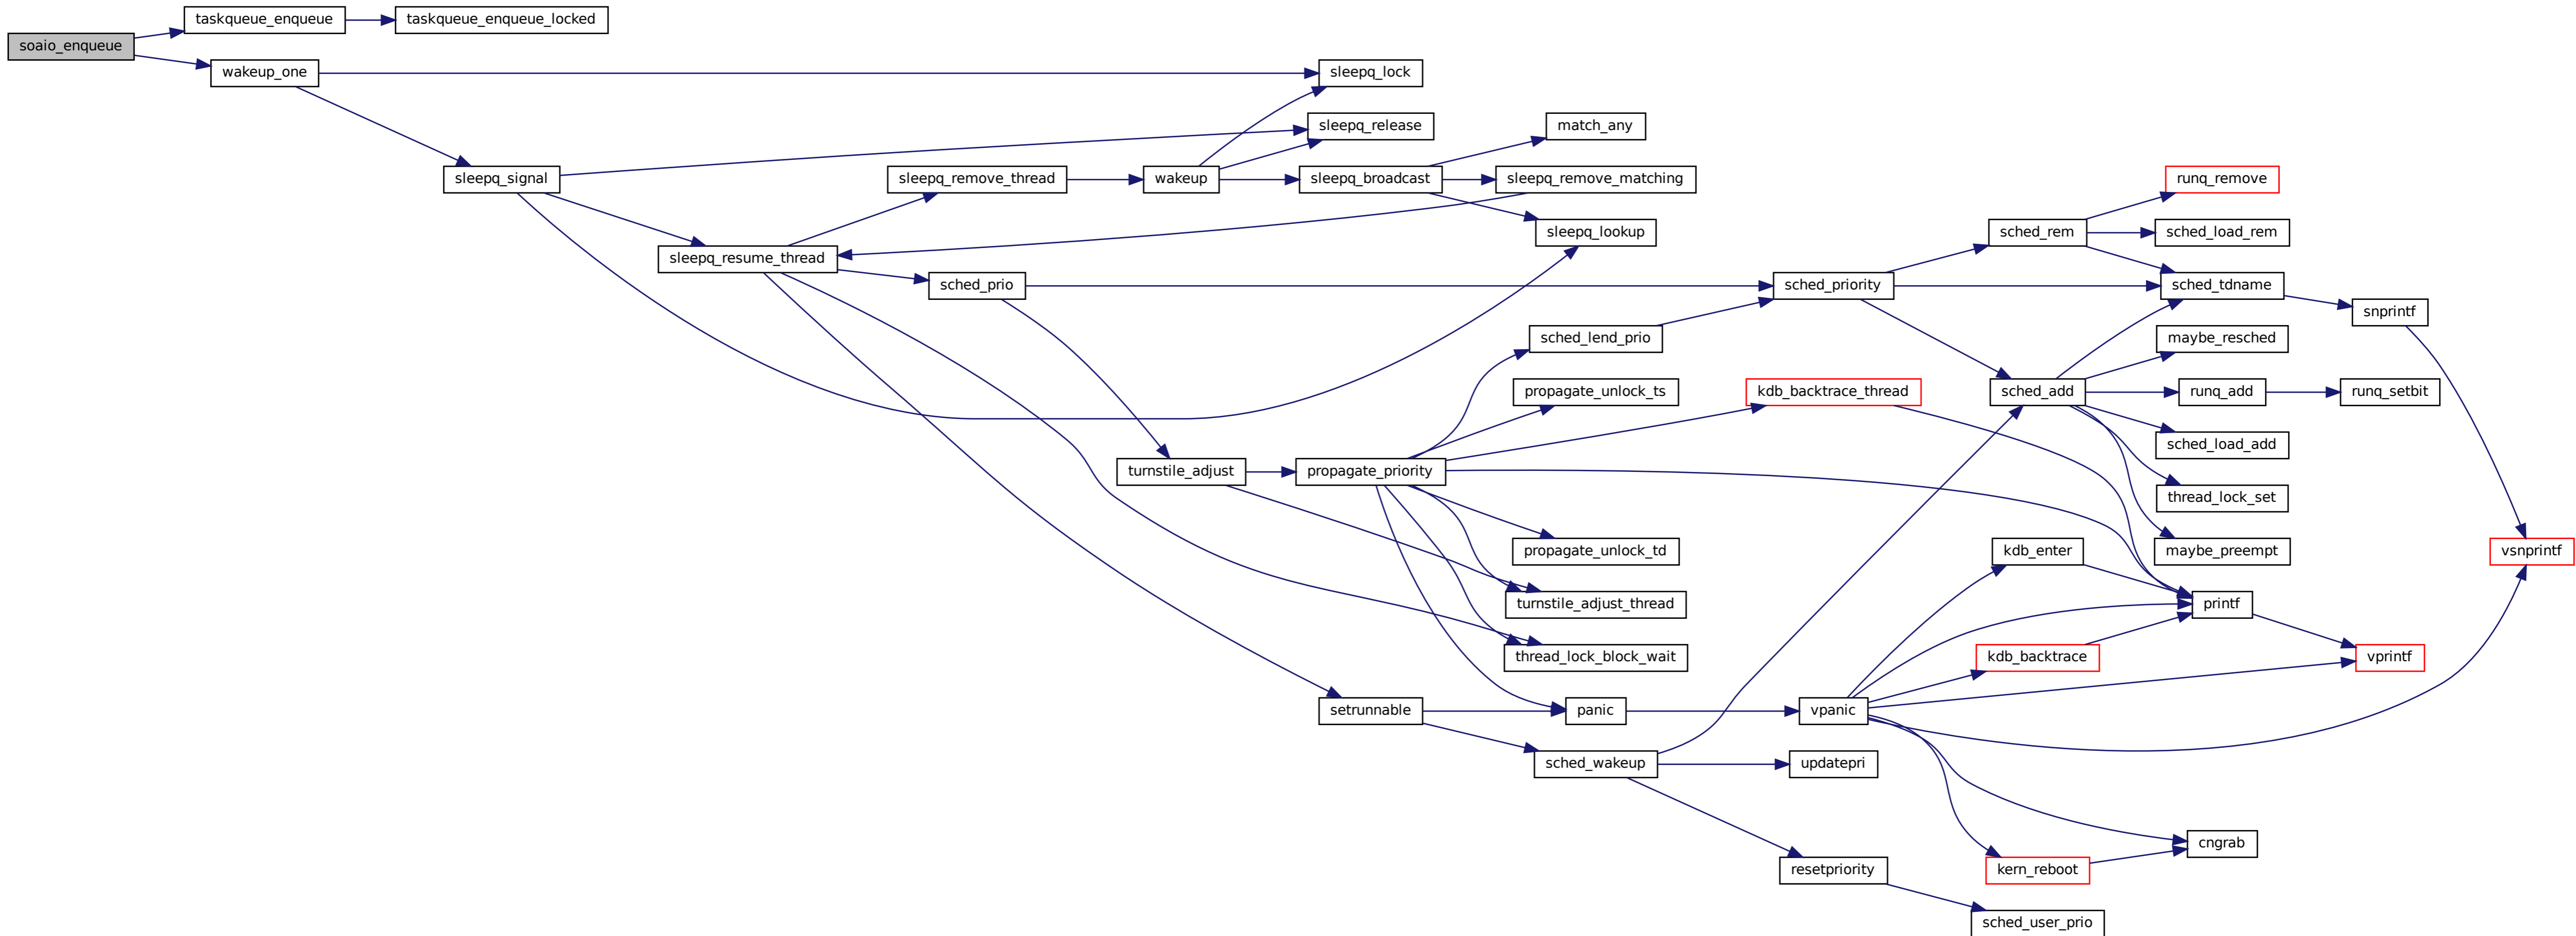 taskqueue_enqueue
taskqueue_enqueue_locked
soaio_enqueue
wakeup_one
sleepq_lock
sleepq_release
match_any
sleepq_signal
sleepq_remove_thread
wakeup
sleepq_broadcast
sleepq_remove_matching
runq_remove
sleepq_lookup
sched_rem
sched_load_rem
sleepq_resume_thread
sched_prio
sched_priority
sched_tdname
snprintf
sched_lend_prio
maybe_resched
propagate_unlock_ts
kdb_backtrace_thread
sched_add
runq_add
runq_setbit
sched_load_add
turnstile_adjust
propagate_priority
thread_lock_set
propagate_unlock_td
kdb_enter
maybe_preempt
vsnprintf
turnstile_adjust_thread
printf
thread_lock_block_wait
kdb_backtrace
vprintf
setrunnable
panic
vpanic
sched_wakeup
updatepri
cngrab
resetpriority
kern_reboot
sched_user_prio